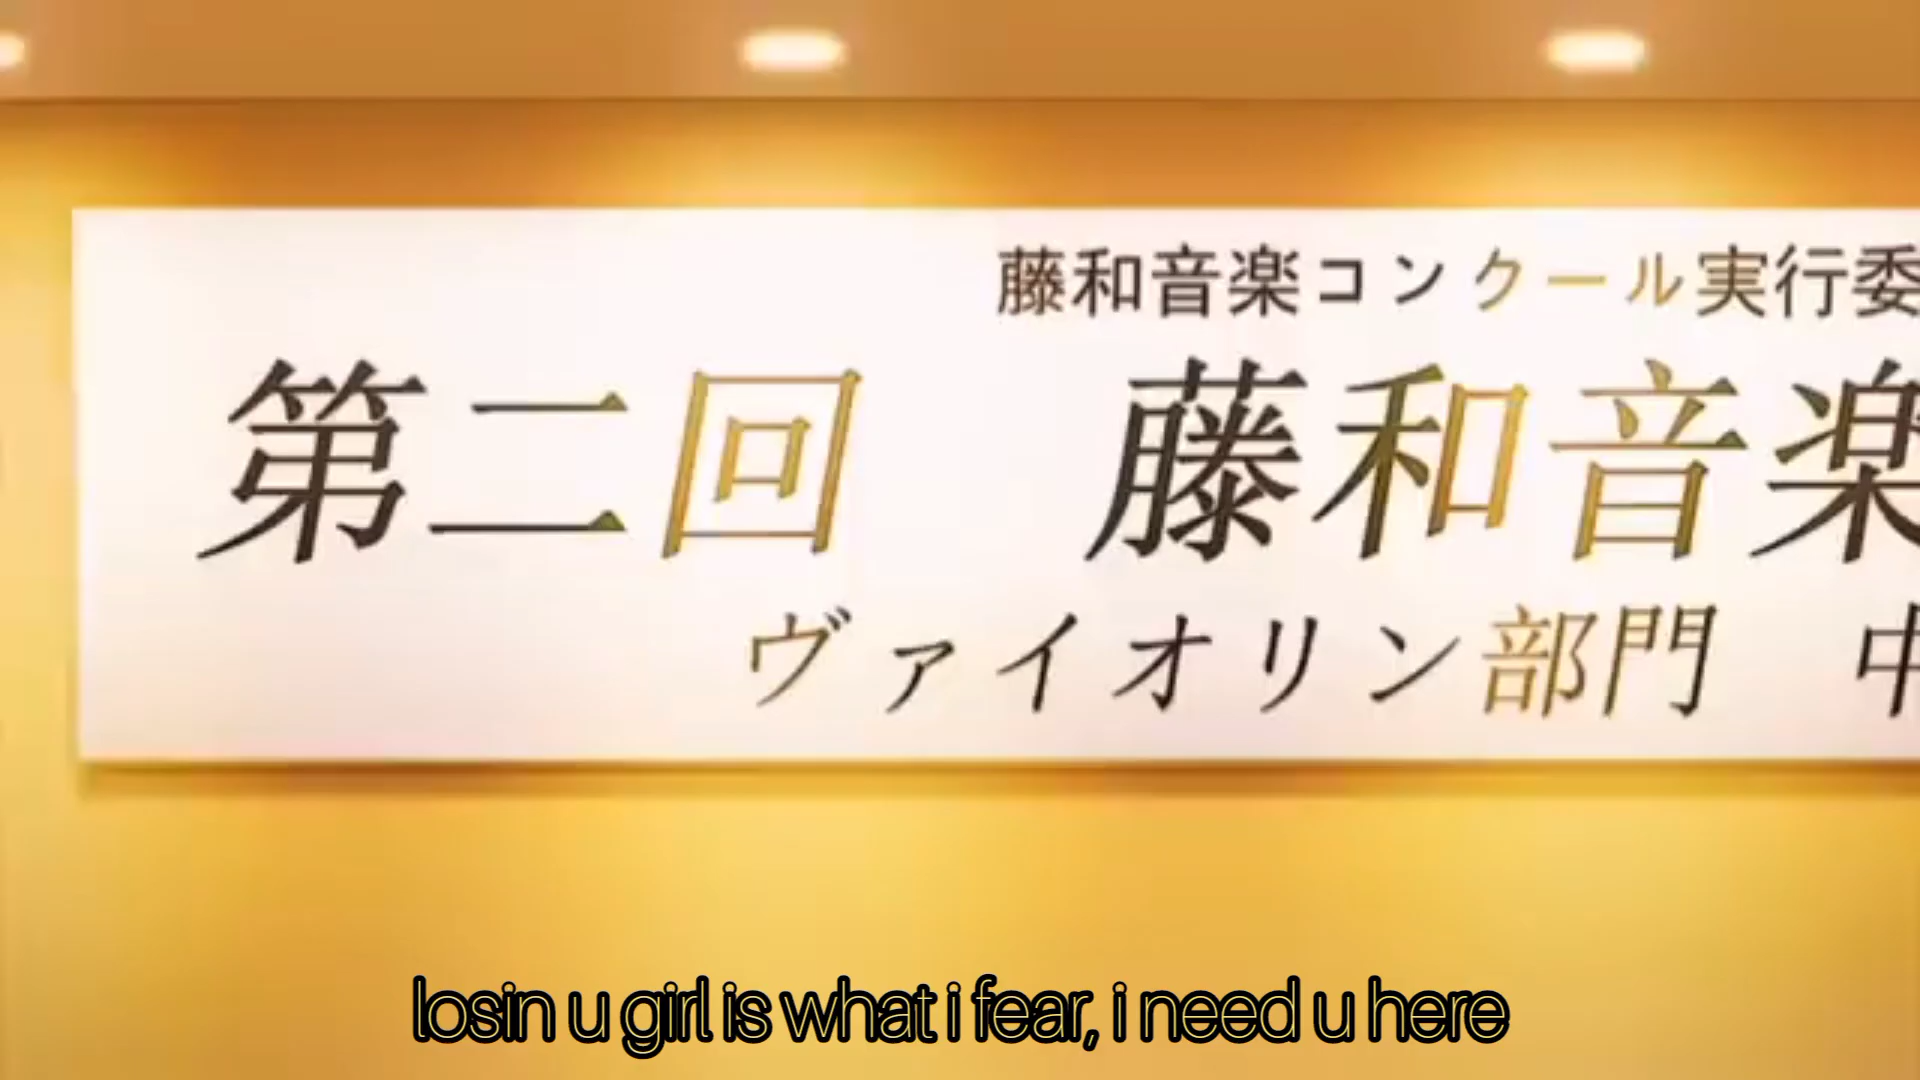 藤和音楽コンクール実行委
第二回　藤和音楽
ヴァイオリン部門　中
losin u girl is what i fear, i need u here